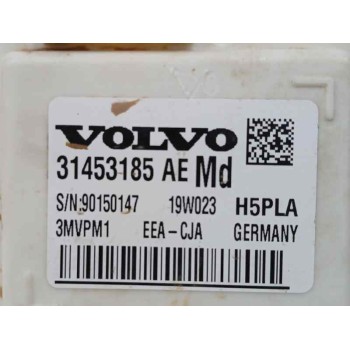 VOLVO
31453185 AE Md
S/N:90150147 19W023 H5PLA
3MVPM1 EEA-CJA GERMANY